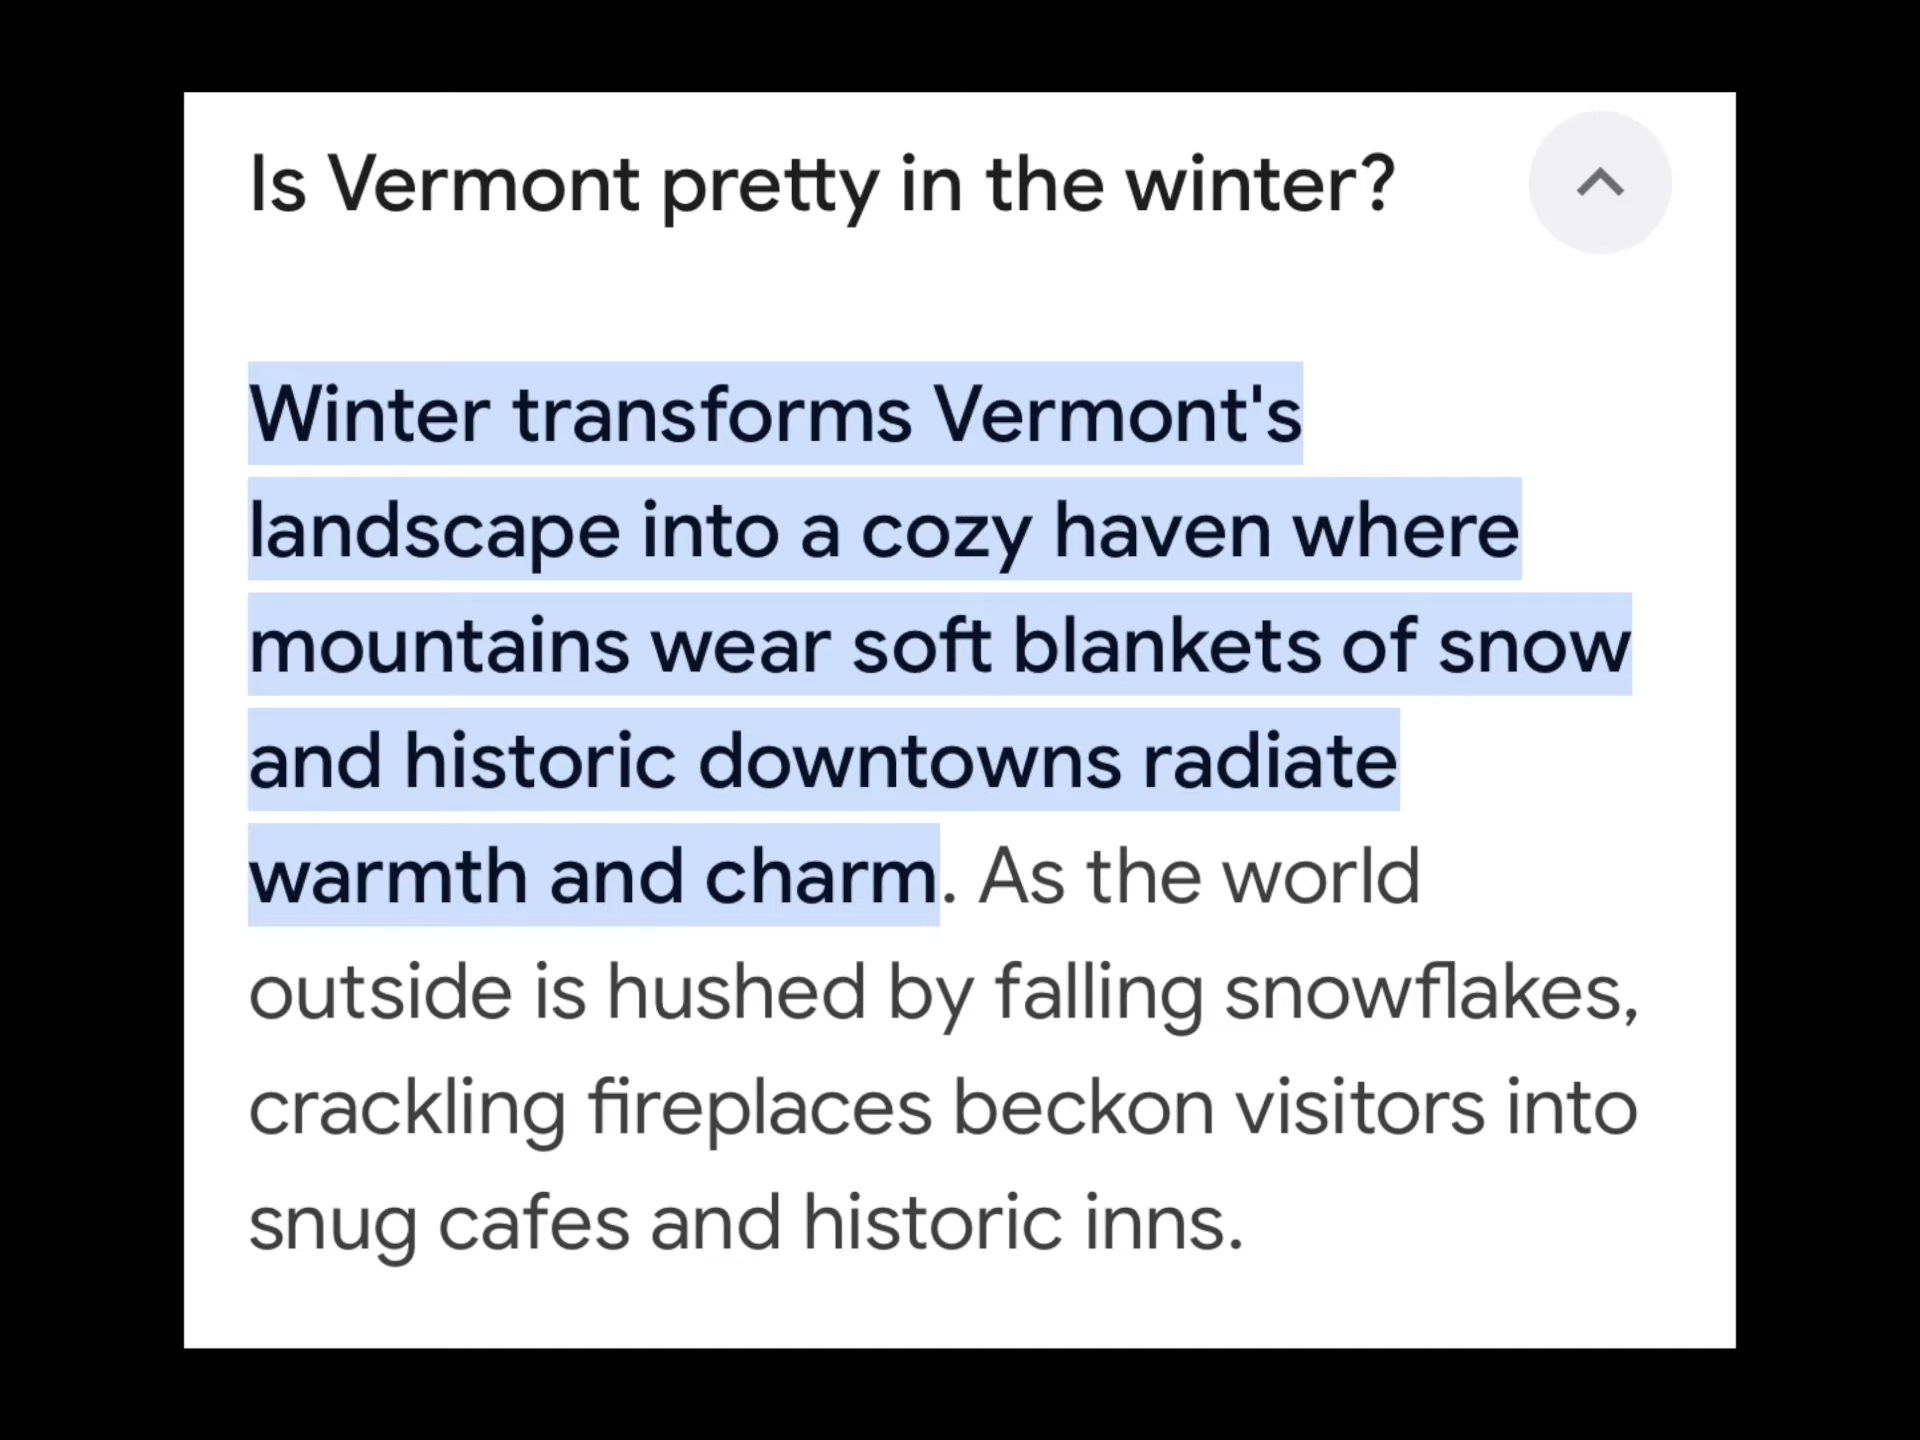 Is Vermont pretty in the winter?
Winter transforms Vermont's
landscape into a cozy haven where
mountains wear soft blankets of snow
and historic downtowns radiate
warmth and charm. As the world
outside is hushed by falling snowflakes,
crackling fireplaces beckon visitors into
snug cafes and historic inns.